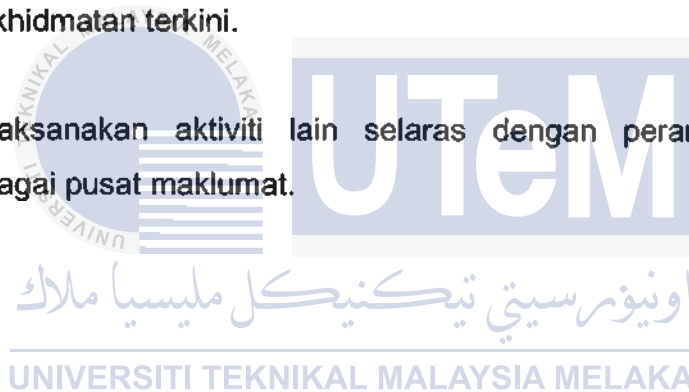 khidmatan terkini.
aksanakan aktiviti lain selaras dengan peran
agai pusat maklumat.
UTeM
اونيۏرسيتي تيكنيكل مليسيا ملاك
UNIVERSITI TEKNIKAL MALAYSIA MELAKA